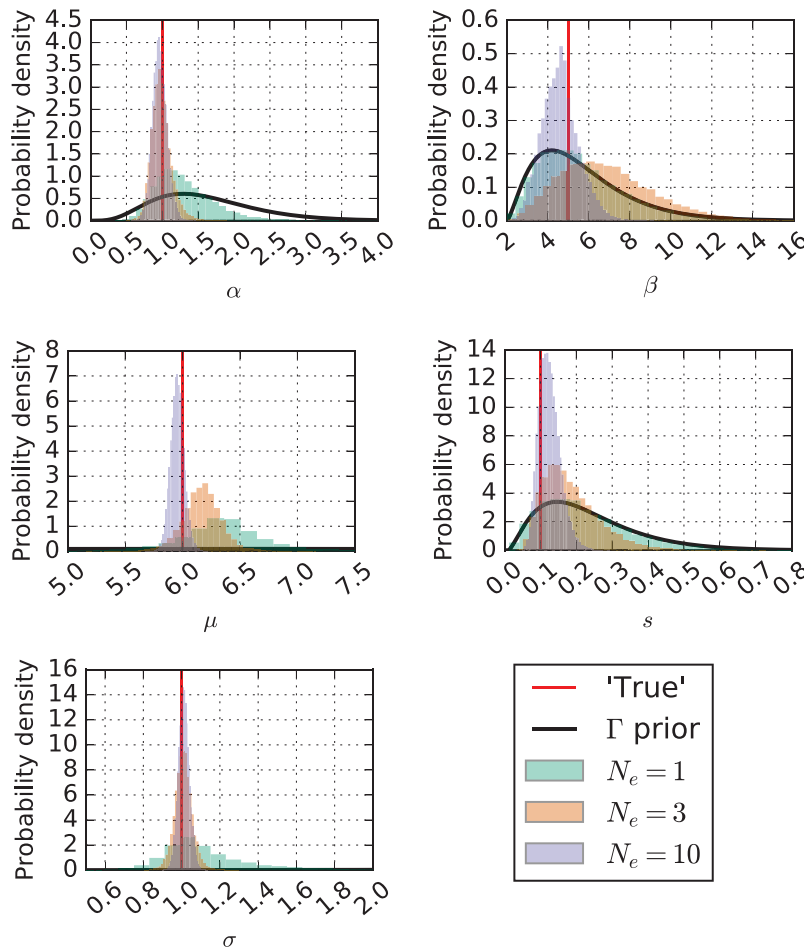 Probability density
4.5
4.0
3.5
3.0
2.5
2.0
1.5
1.0
0.5
0.0
0.0 0.5 1.0 1.5 2.0 2.5 3.0 3.5 4.0
α
Probability density
0.6
0.5
0.4
0.3
0.2
0.1
0.0
2 4 6 8 10 12 14 16
β
Probability density
8
7
6
5
4
3
2
1
0
5.0 5.5 6.0 6.5 7.0 7.5
μ
Probability density
14
12
10
8
6
4
2
0
0.0 0.1 0.2 0.3 0.4 0.5 0.6 0.7 0.8
s
Probability density
16
14
12
10
8
6
4
2
0
0.6 0.8 1.0 1.2 1.4 1.6 1.8 2.0
σ
'True'
Γ prior
Nₑ = 1
Nₑ = 3
Nₑ = 10